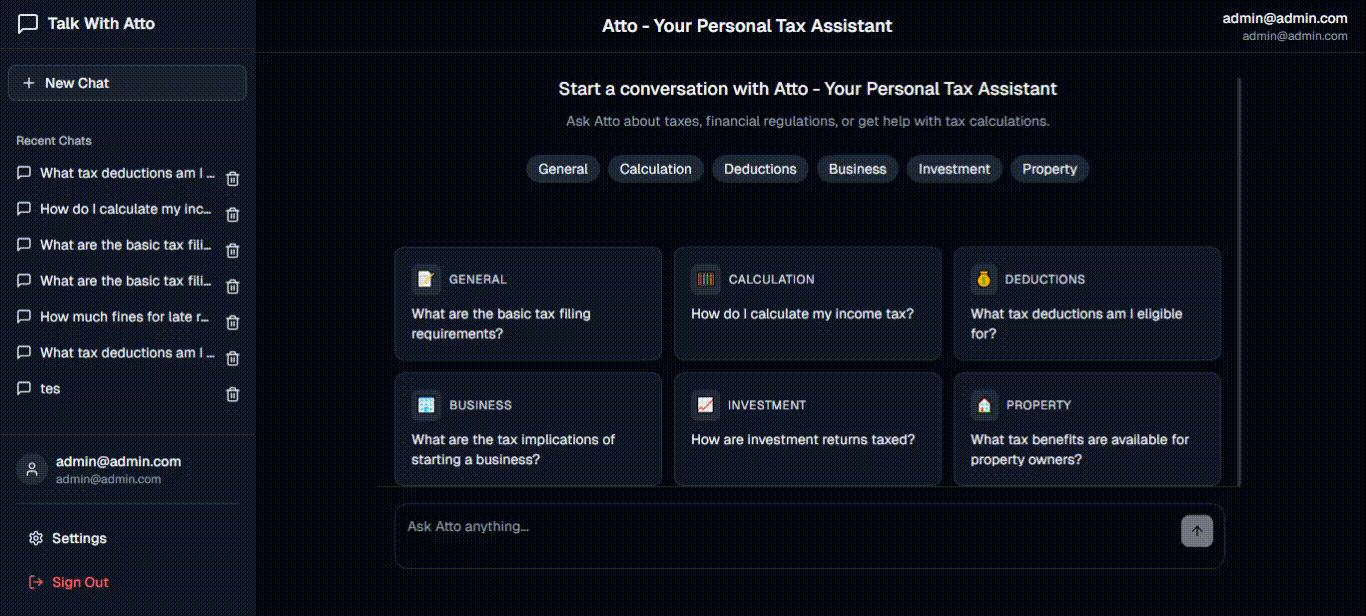 Talk With Atto
New Chat
Recent Chats
What tax deductions am I ...
How do I calculate my inc...
What are the basic tax fili...
What are the basic tax fili...
How much fines for late r...
What tax deductions am I ...
tes
admin@admin.com
admin@admin.com
Settings
Sign Out
Atto - Your Personal Tax Assistant
admin@admin.com
admin@admin.com
Start a conversation with Atto - Your Personal Tax Assistant
Ask Atto about taxes, financial regulations, or get help with tax calculations.
General Calculation Deductions Business Investment Property
GENERAL
What are the basic tax filing
requirements?
CALCULATION
How do I calculate my income tax?
DEDUCTIONS
What tax deductions am I eligible
for?
BUSINESS
What are the tax implications of
starting a business?
INVESTMENT
How are investment returns taxed?
PROPERTY
What tax benefits are available for
property owners?
Ask Atto anything...